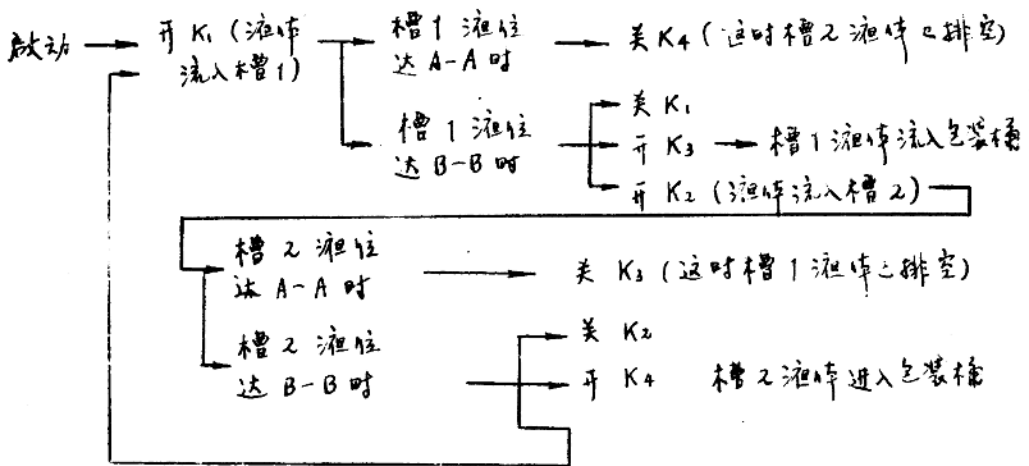 启动
开 K₁ (液体
流入槽1)
槽1液位
达 A-A 时
关 K₄ (这时槽2液体已排空)
槽1液位
达 B-B 时
关 K₁
开 K₃
槽1液体流入包装桶
开 K₂ (液体流入槽2)
槽2液位
达 A-A 时
关 K₃ (这时槽1液体已排空)
槽2液位
达 B-B 时
关 K₂
开 K₄
槽2液体进入包装桶